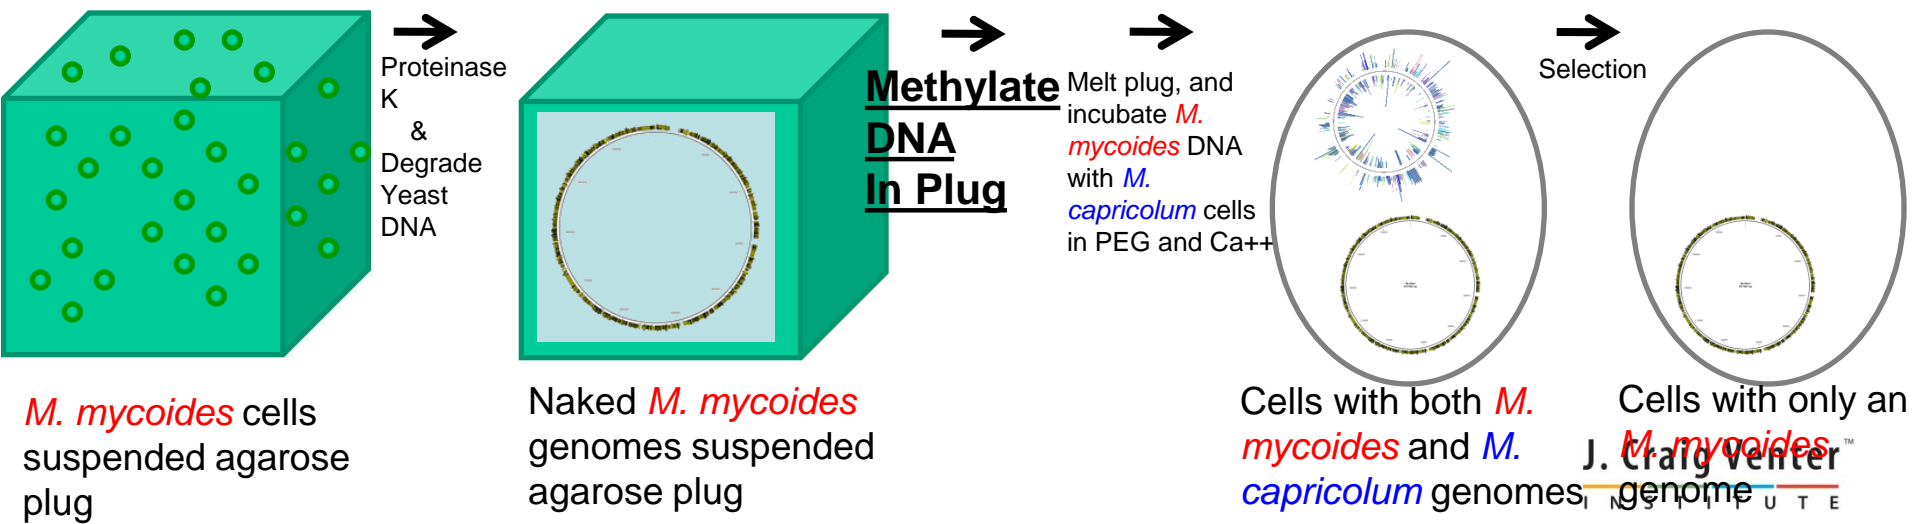 Proteinase
K
&
Degrade
Yeast
DNA
Methylate
DNA
In Plug
Melt plug, and
incubate M.
mycoides DNA
with M.
capricolum cells
in PEG and Ca++
Selection
M. mycoides cells
suspended agarose
plug
Naked M. mycoides
genomes suspended
agarose plug
Cells with both M.
mycoides and M.
capricolum genomes
Cells with only an
M. mycoides
genome
J. Craig Venter™
INSTITUTE